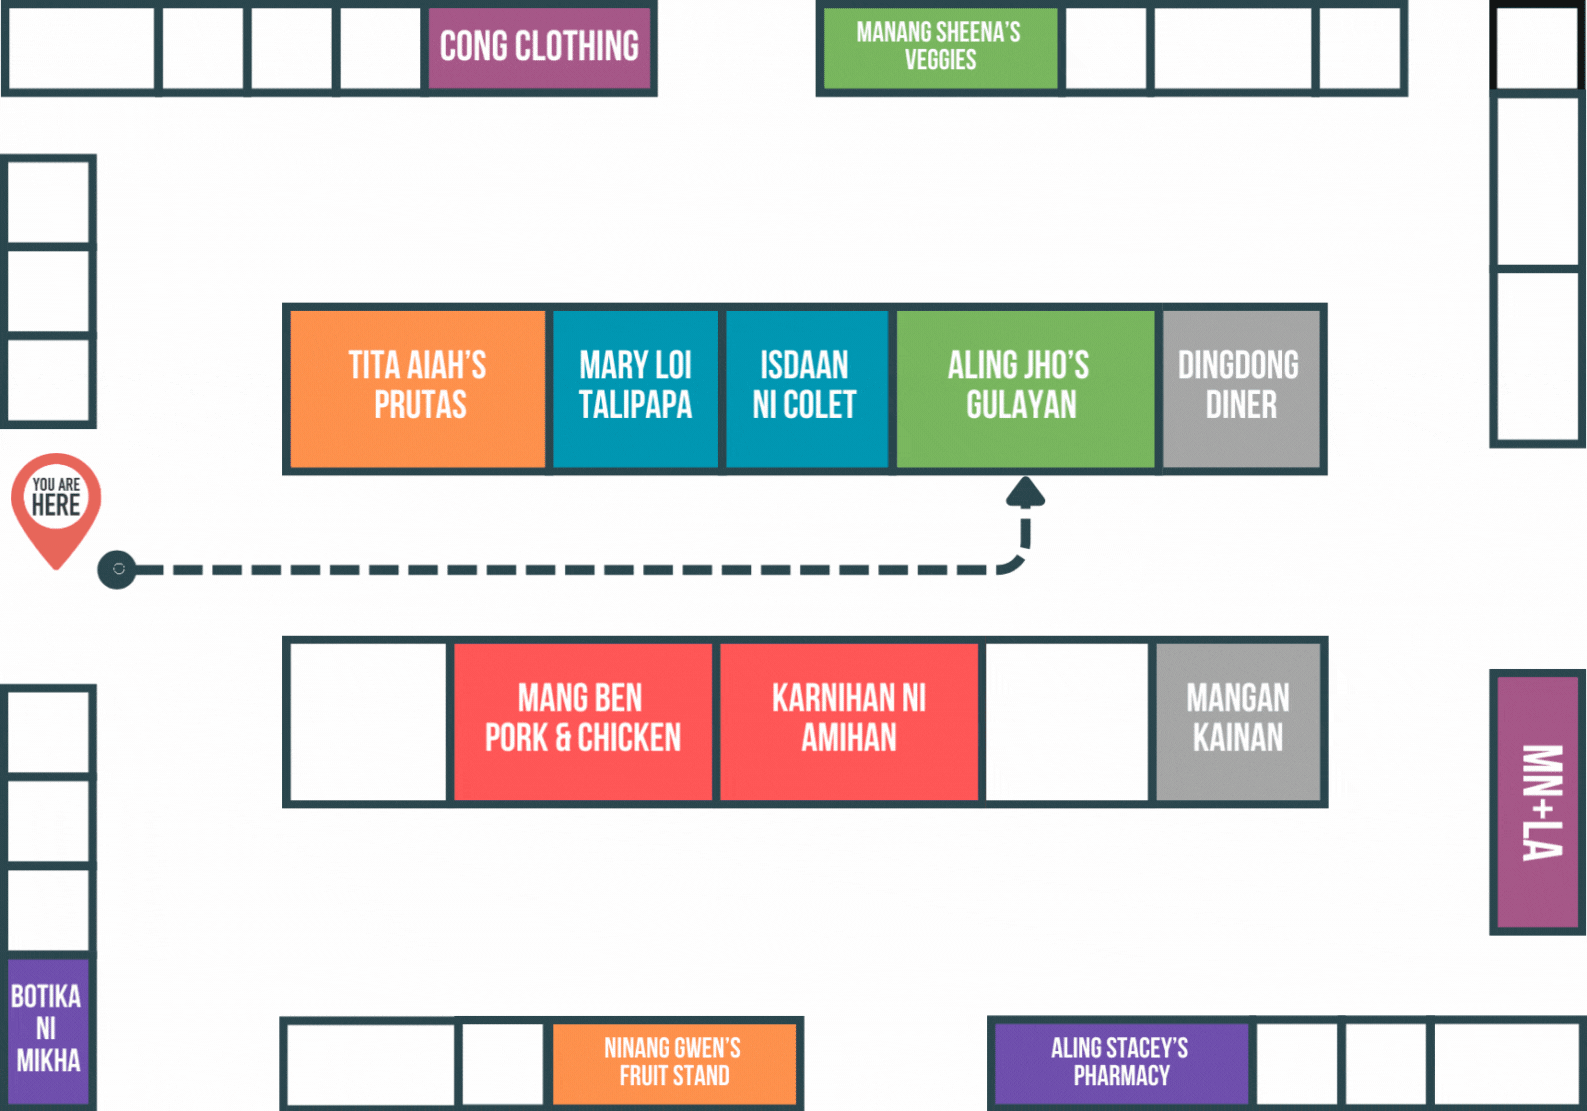 CONG CLOTHING
MANANG SHEENA'S
VEGGIES
TITA AIAH'S
PRUTAS
MARY LOI
TALIPAPA
ISDAAN
NI COLET
ALING JHO'S
GULAYAN
DINGDONG
DINER
YOU ARE
HERE
MANG BEN
PORK & CHICKEN
KARNIHAN NI
AMIHAN
MANGAN
KAINAN
MN+LA
BOTIKA
NI
MIKHA
NINANG GWEN'S
FRUIT STAND
ALING STACEY'S
PHARMACY